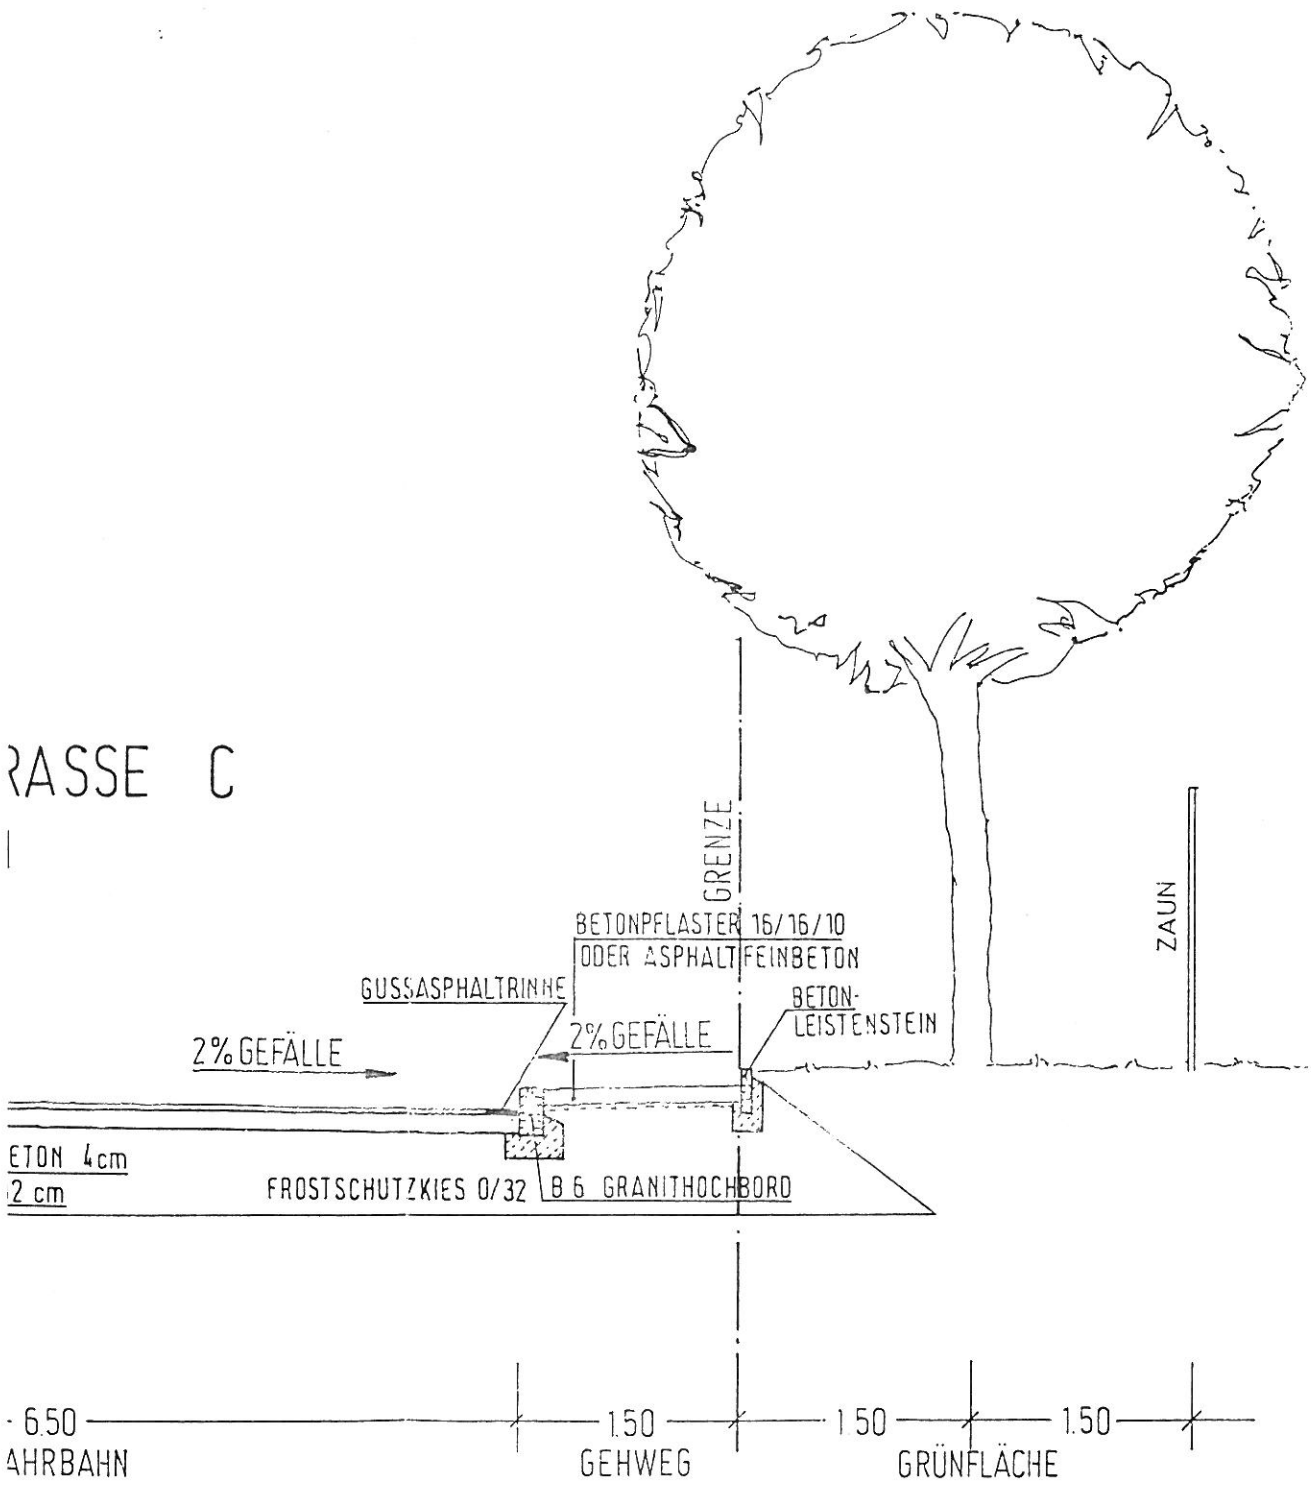 RASSE C
GRENZE
ZAUN
BETONPFLASTER 16/16/10
ODER ASPHALTFEINBETON
GUSSASPHALTRINNE
BETON-
LEISTENSTEIN
2% GEFÄLLE
2% GEFÄLLE
ETON 4cm
2 cm
FROSTSCHUTZKIES 0/32
B 6 GRANITHOCHBORD
6.50
1.50
1.50
1.50
AHRBAHN
GEHWEG
GRÜNFLÄCHE